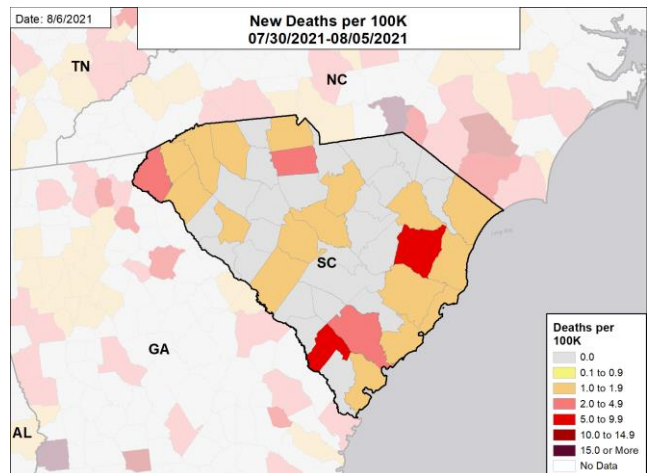 Date: 8/6/2021
New Deaths per 100K
07/30/2021-08/05/2021
TN
NC
SC
GA
AL
Deaths per
100K
0.0
0.1 to 0.9
1.0 to 1.9
2.0 to 4.9
5.0 to 9.9
10.0 to 14.9
15.0 or More
No Data